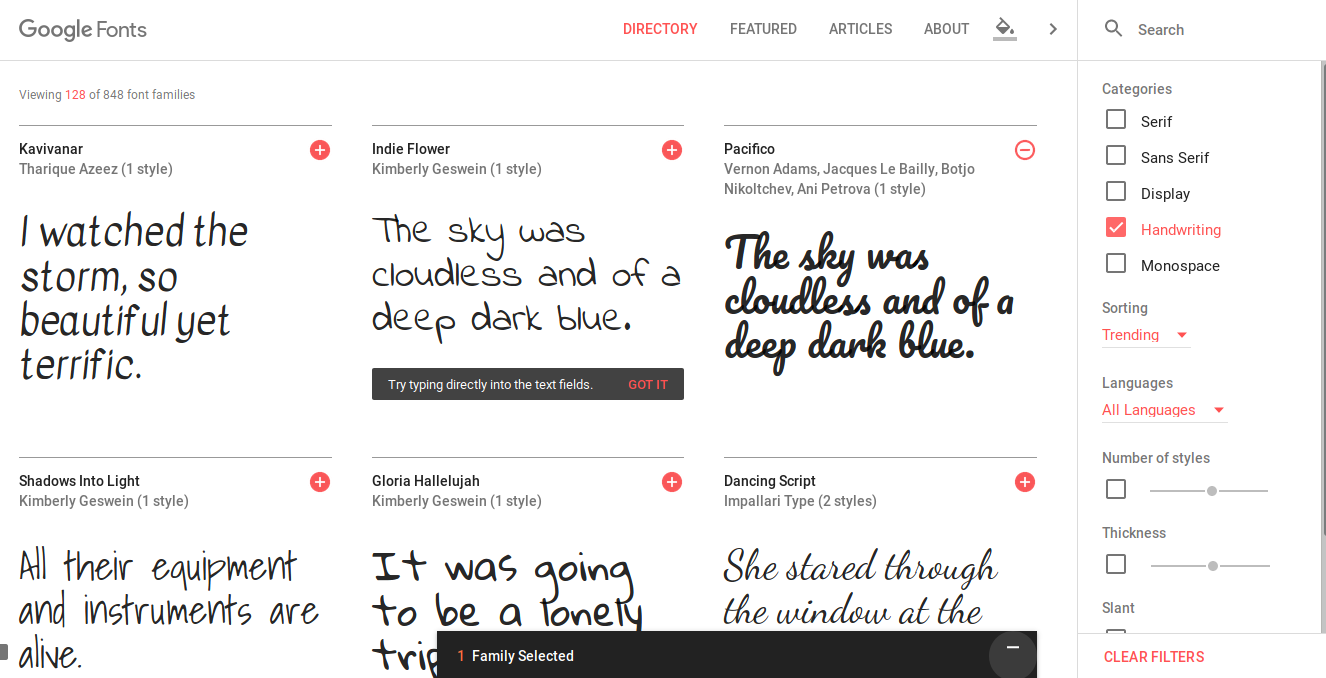 Google Fonts
DIRECTORY FEATURED ARTICLES ABOUT
Search
Viewing 128 of 848 font families
Kavivanar
Tharique Azeez (1 style)
I watched the
storm, so
beautiful yet
terrific.
Indie Flower
Kimberly Geswein (1 style)
The sky was
cloudless and of a
deep dark blue.
Try typing directly into the text fields. GOT IT
Pacifico
Vernon Adams, Jacques Le Bailly, Botjo
Nikoltchev, Ani Petrova (1 style)
The sky was
cloudless and of a
deep dark blue.
Shadows Into Light
Kimberly Geswein (1 style)
All their equipment
and instruments are
alive.
Gloria Hallelujah
Kimberly Geswein (1 style)
It was going
to be a lonely
trip
Dancing Script
Impallari Type (2 styles)
She stared through
the window at the
1 Family Selected
Categories
Serif
Sans Serif
Display
Handwriting
Monospace
Sorting
Trending
Languages
All Languages
Number of styles
Thickness
Slant
CLEAR FILTERS